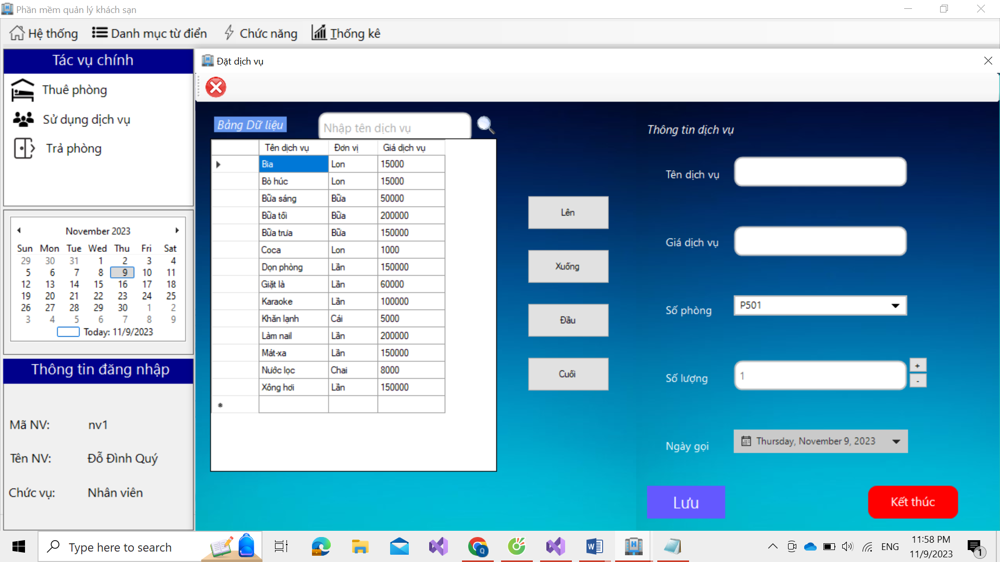 Phần mềm quản lý khách sạn
Hệ thống Danh mục từ điển Chức năng Thống kê
Tác vụ chính
Thuê phòng
Sử dụng dịch vụ
Trả phòng
November 2023
Sun Mon Tue Wed Thu Fri Sat
29 30 31 1 2 3 4
5 6 7 8 9 10 11
12 13 14 15 16 17 18
19 20 21 22 23 24 25
26 27 28 29 30 1 2
3 4 5 6 7 8 9
Today: 11/9/2023
Thông tin đăng nhập
Mã NV: nv1
Tên NV: Đỗ Đình Quý
Chức vụ: Nhân viên
Đặt dịch vụ
Bảng Dữ liệu
Nhập tên dịch vụ
Tên dịch vụ Đơn vị Giá dịch vụ
Bia Lon 15000
Bò húc Lon 15000
Bữa sáng Bữa 50000
Bữa tối Bữa 200000
Bữa trưa Bữa 150000
Coca Lon 1000
Dọn phòng Lần 150000
Giặt là Lần 60000
Karaoke Lần 100000
Khăn lạnh Cái 5000
Làm nail Lần 200000
Mát-xa Lần 150000
Nước lọc Chai 8000
Xông hơi Lần 150000
*
Lên
Xuống
Đầu
Cuối
Thông tin dịch vụ
Tên dịch vụ
Giá dịch vụ
Số phòng P501
Số lượng 1
+
-
Ngày gọi Thursday, November 9, 2023
Lưu Kết thúc
Type here to search
ENG
11:58 PM
11/9/2023
1